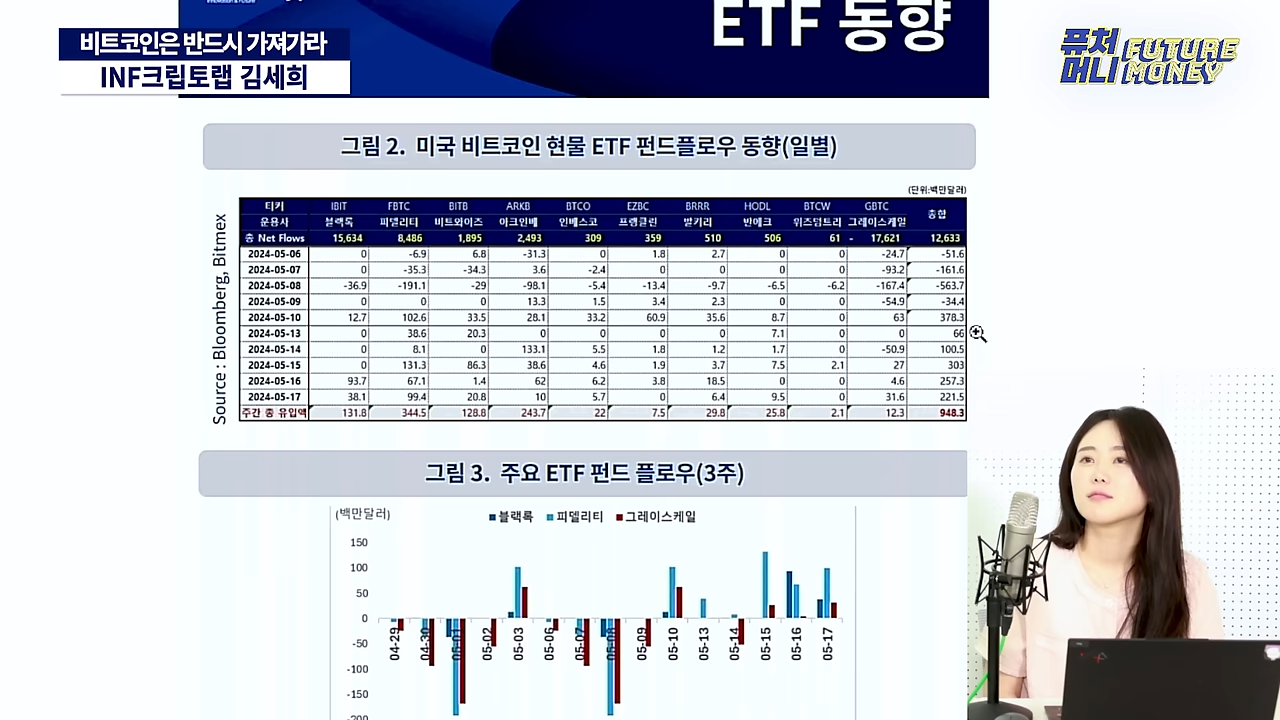 ETF 동향
비트코인은 반드시 가져가라
INF크립토랩 김세희
퓨처머니 FUTURE MONEY
그림 2. 미국 비트코인 현물 ETF 펀드플로우 동향(일별)
(단위:백만달러)
Source : Bloomberg, Bitmex
티키 IBIT FBTC BITB ARKB BTCO EZBC BRRR HODL BTCW GBTC 총합
운용사 블랙록 피델리티 비트와이즈 아크인베 인베스코 프랭클린 발키리 반에크 위즈덤트리 그레이스케일
총 Net Flows 15,634 8,486 1,895 2,493 309 359 510 506 61 - 17,621 12,633
2024-05-06 0 -6.9 6.8 -31.3 0 1.8 2.7 0 0 -24.7 -51.6
2024-05-07 0 -35.3 -34.3 3.6 -2.4 0 0 0 0 -93.2 -161.6
2024-05-08 -36.9 -191.1 -29 -98.1 -5.4 -13.4 -9.7 -6.5 -6.2 -167.4 -563.7
2024-05-09 0 0 0 13.3 1.5 3.4 2.3 0 0 -54.9 -34.4
2024-05-10 12.7 102.6 33.5 28.1 33.2 60.9 35.6 8.7 0 63 378.3
2024-05-13 0 38.6 20.3 0 0 0 0 7.1 0 0 66
2024-05-14 0 8.1 0 133.1 5.5 1.8 1.2 1.7 0 -50.9 100.5
2024-05-15 0 131.3 86.3 38.6 4.6 1.9 3.7 7.5 2.1 27 303
2024-05-16 93.7 67.1 1.4 62 6.2 3.8 18.5 0 0 4.6 257.3
2024-05-17 38.1 99.4 20.8 10 5.7 0 6.4 9.5 0 31.6 221.5
주간 총 유입액 131.8 344.5 128.8 243.7 22 7.5 29.8 25.8 2.1 12.3 948.3
그림 3. 주요 ETF 펀드 플로우(3주)
(백만달러)
블랙록 피델리티 그레이스케일
150
100
50
0
-50
-100
-150
-200
04-29 04-30 05-01 05-02 05-03 05-06 05-07 05-08 05-09 05-10 05-13 05-14 05-15 05-16 05-17